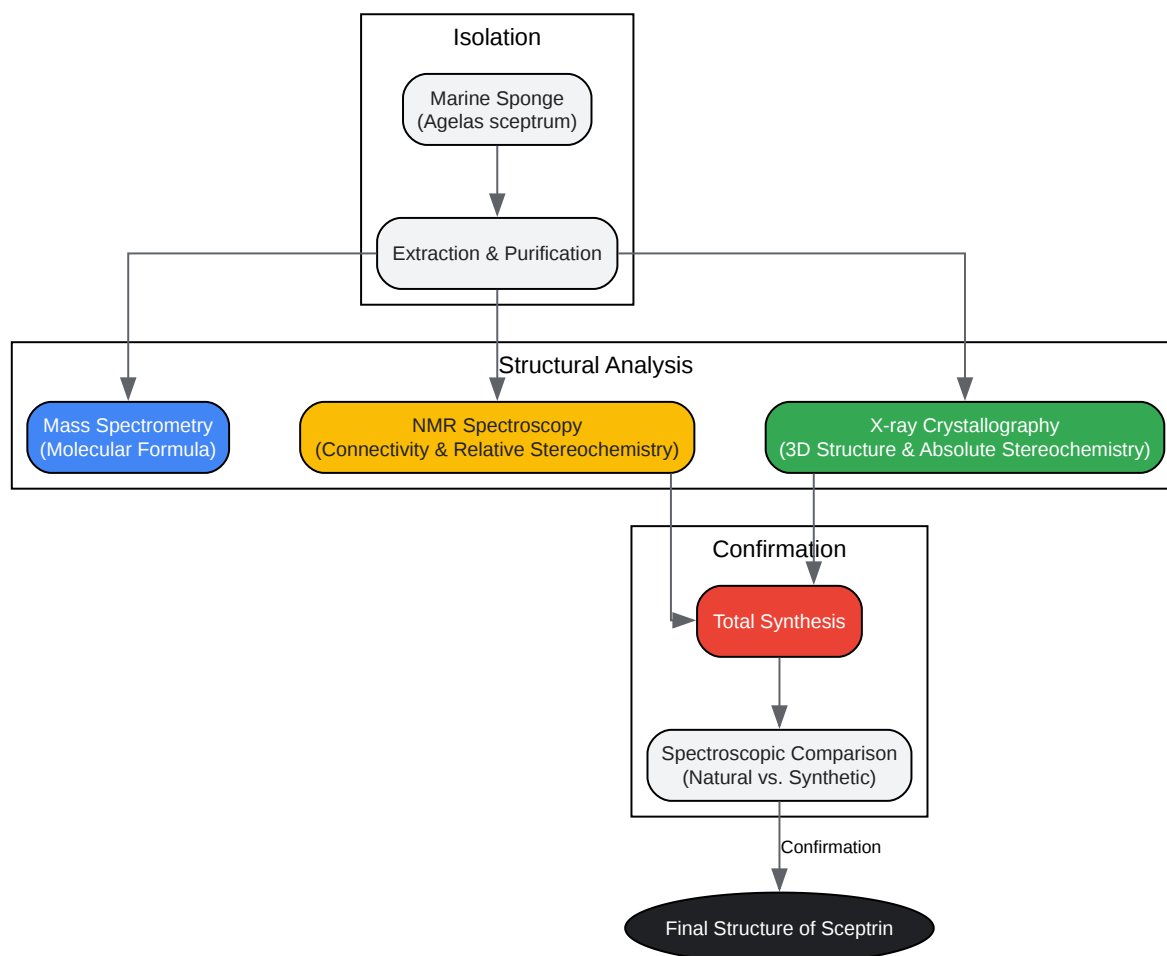 Isolation
Marine Sponge
(Agelas sceptrum)
Extraction & Purification
Structural Analysis
Mass Spectrometry
(Molecular Formula)
NMR Spectroscopy
(Connectivity & Relative Stereochemistry)
X-ray Crystallography
(3D Structure & Absolute Stereochemistry)
Confirmation
Total Synthesis
Spectroscopic Comparison
(Natural vs. Synthetic)
Confirmation
Final Structure of Sceptrin